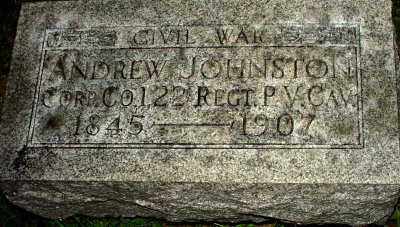 CIVIL WAR
ANDREW JOHNSTON
CORP. CO. I. 22 REGT. P. V. CAV.
1845 — 1907